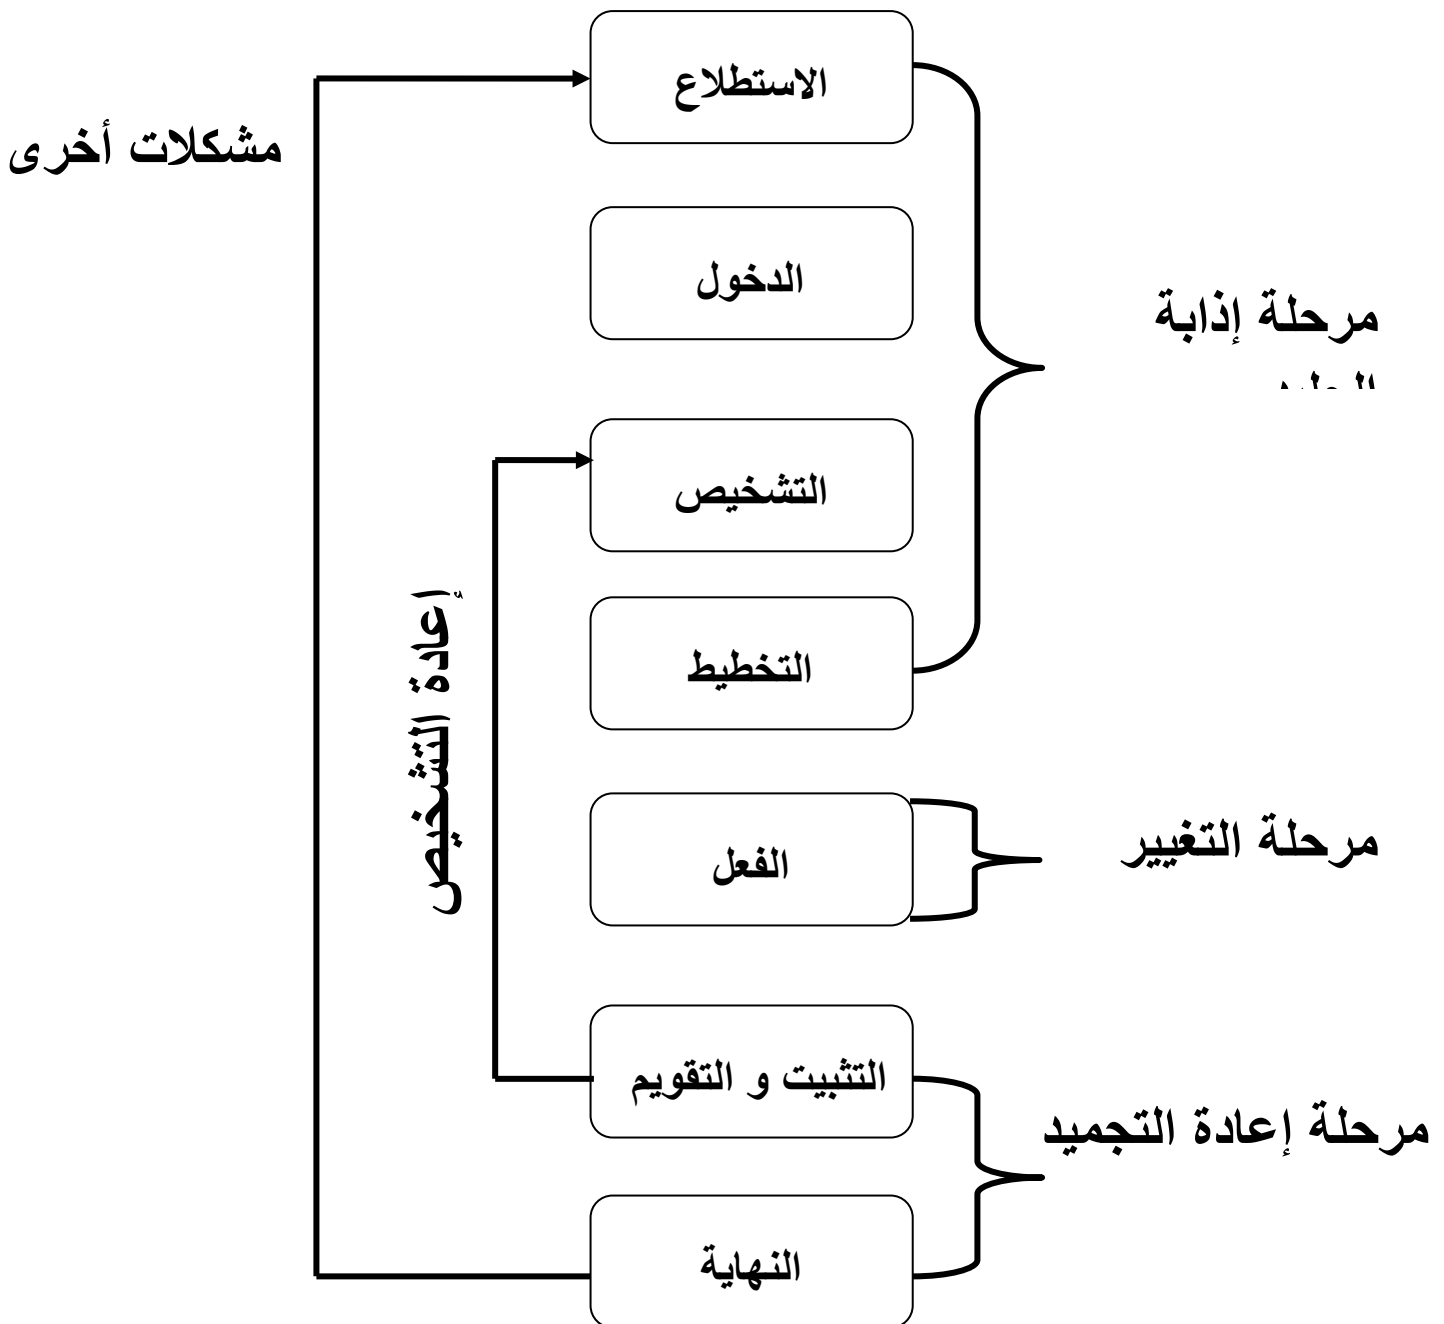 الاستطلاع
مشكلات أخرى
الدخول
مرحلة إذابة
التشخيص
إعادة التشخيص
التخطيط
مرحلة التغيير
الفعل
التثبيت و التقويم
مرحلة إعادة التجميد
النهاية